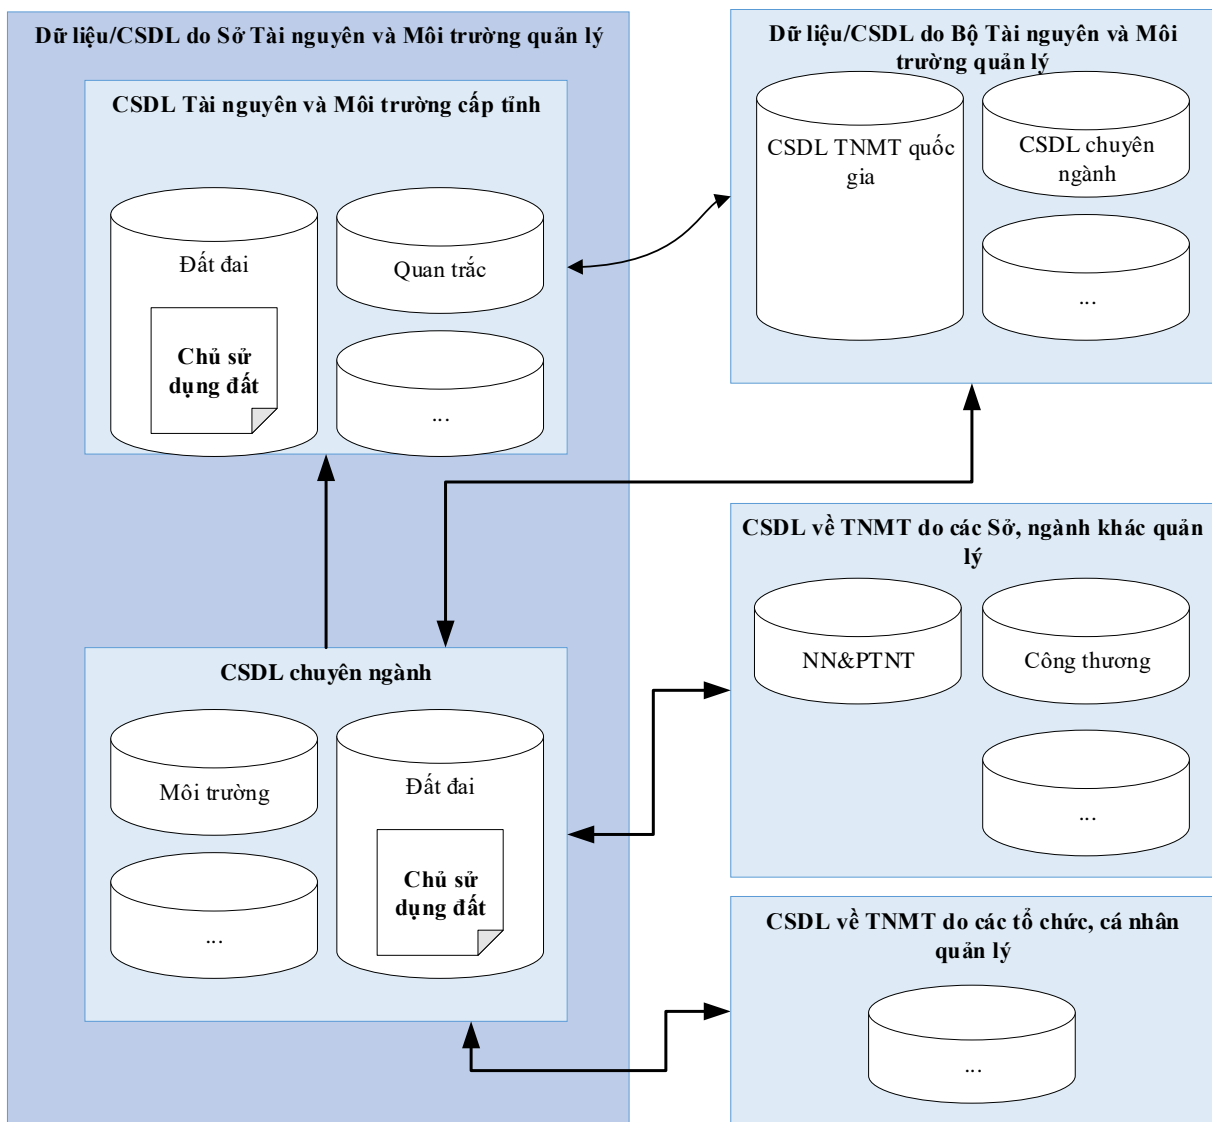 Dữ liệu/CSDL do Sở Tài nguyên và Môi trường quản lý
CSDL Tài nguyên và Môi trường cấp tỉnh
Đất đai
Chủ sử
dụng đất
Quan trắc
...
CSDL chuyên ngành
Môi trường
...
Đất đai
Chủ sử
dụng đất
Dữ liệu/CSDL do Bộ Tài nguyên và Môi
trường quản lý
CSDL TNMT quốc
gia
CSDL chuyên
ngành
...
CSDL về TNMT do các Sở, ngành khác quản
lý
NN&PTNT
Công thương
...
CSDL về TNMT do các tổ chức, cá nhân
quản lý
...